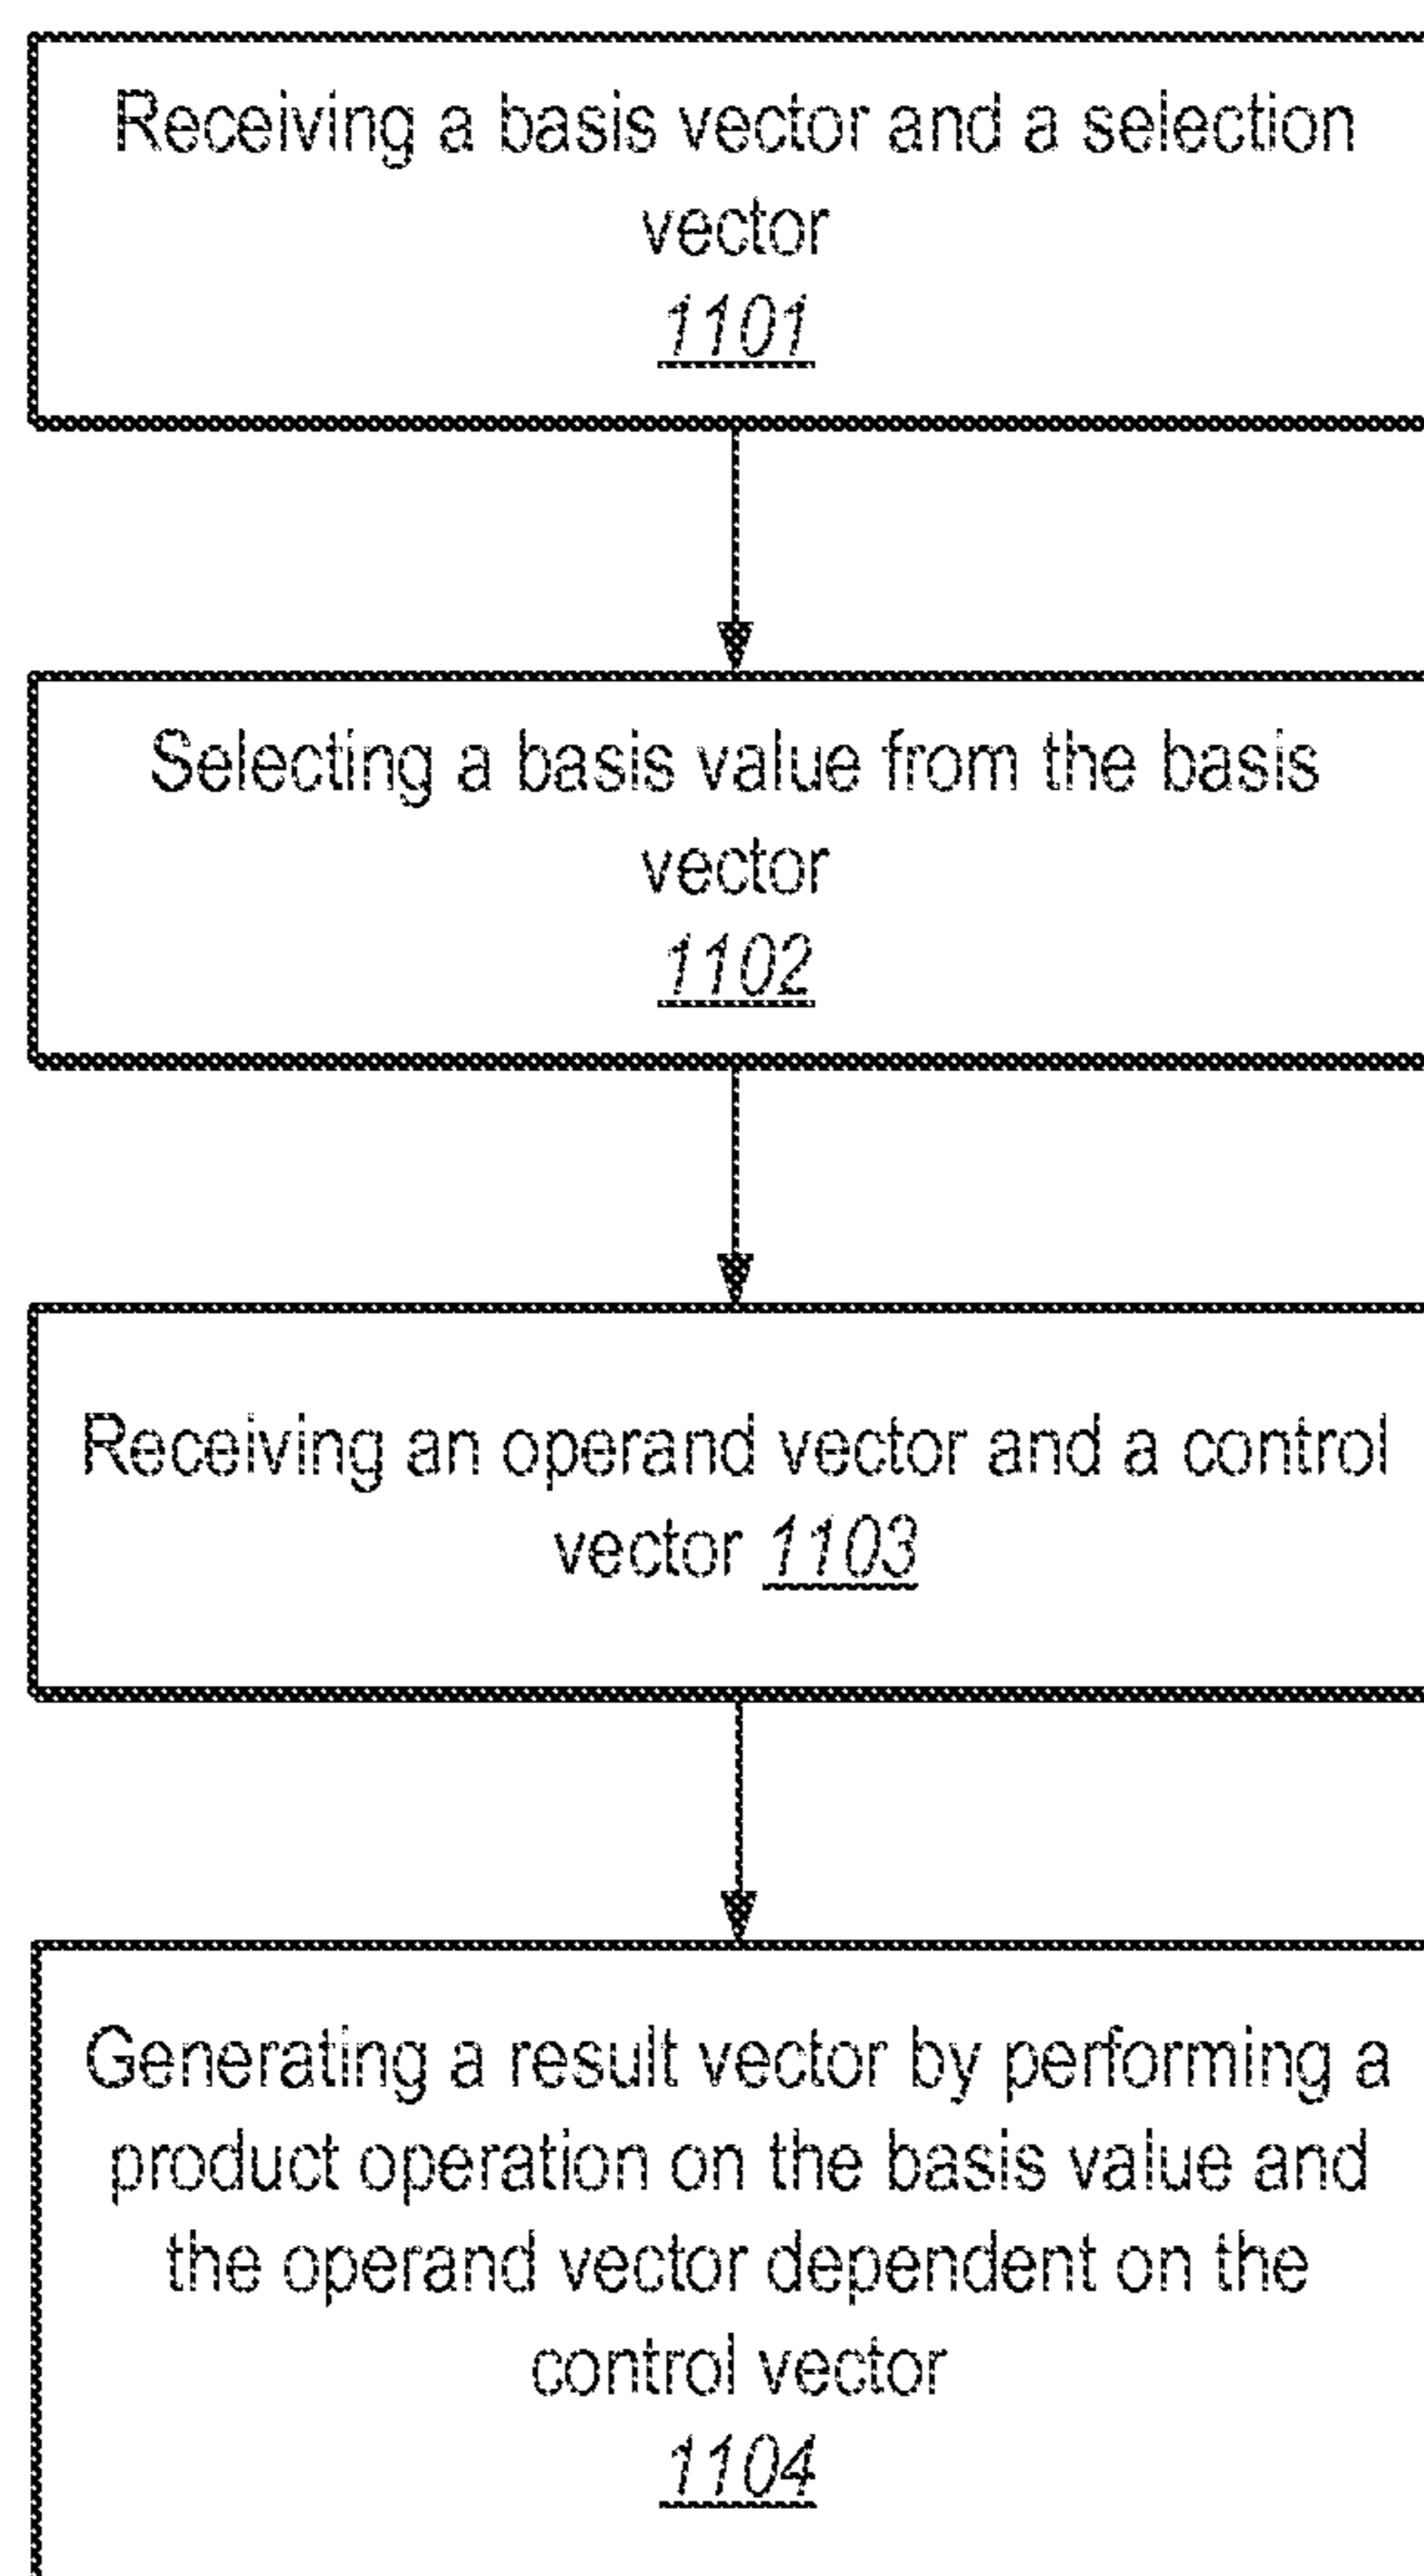 Receiving a basis vector and a selection
vector
1101
Selecting a basis value from the basis
vector
1102
Receiving an operand vector and a control
vector 1103
Generating a result vector by performing a
product operation on the basis value and
the operand vector dependent on the
control vector
1104